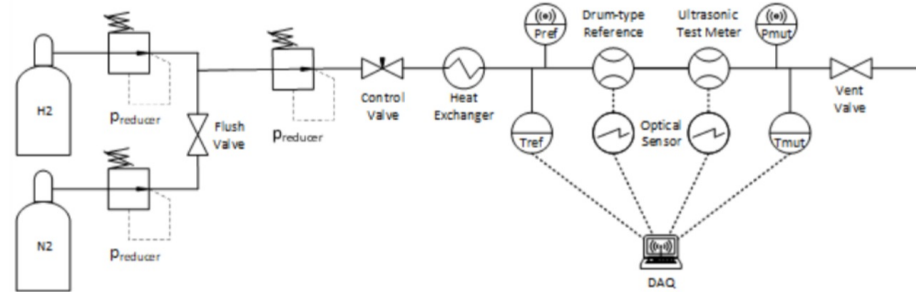 Pref
Drum-type
Reference
Ultrasonic
Test Meter
Pmut
H2
preducer
Flush
Valve
preducer
Control
Valve
Heat
Exchanger
Vent
Valve
Tref
Optical
Sensor
Tmut
N2
preducer
DAQ